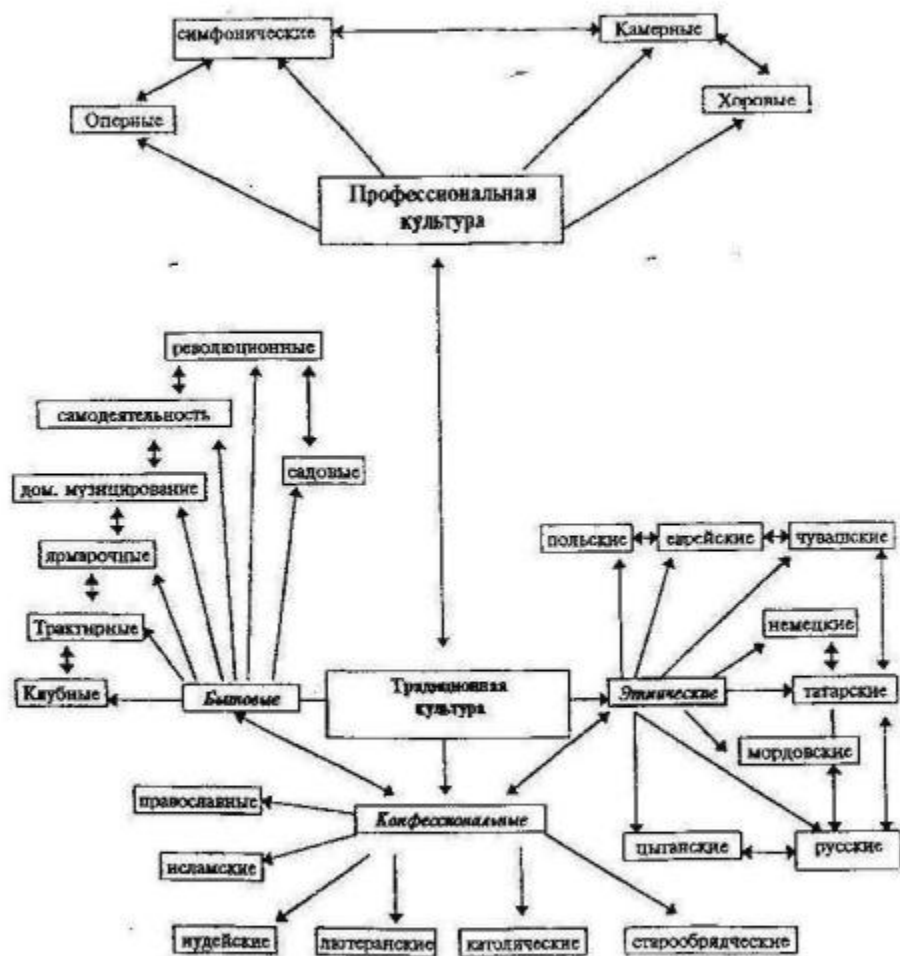 симфонические
Камерные
Оперные
Хоровые
Профессиональная
культура
революционные
самодеятельность
садовые
дом. музицирование
польские
еврейские
чувашские
ярмарочные
Трактирные
немецкие
Клубные
Бытовые
Традиционная
культура
Этнические
татарские
мордовские
православные
Конфессиональные
цыганские
русские
исламские
иудейские
лютеранские
католические
старообрядческие